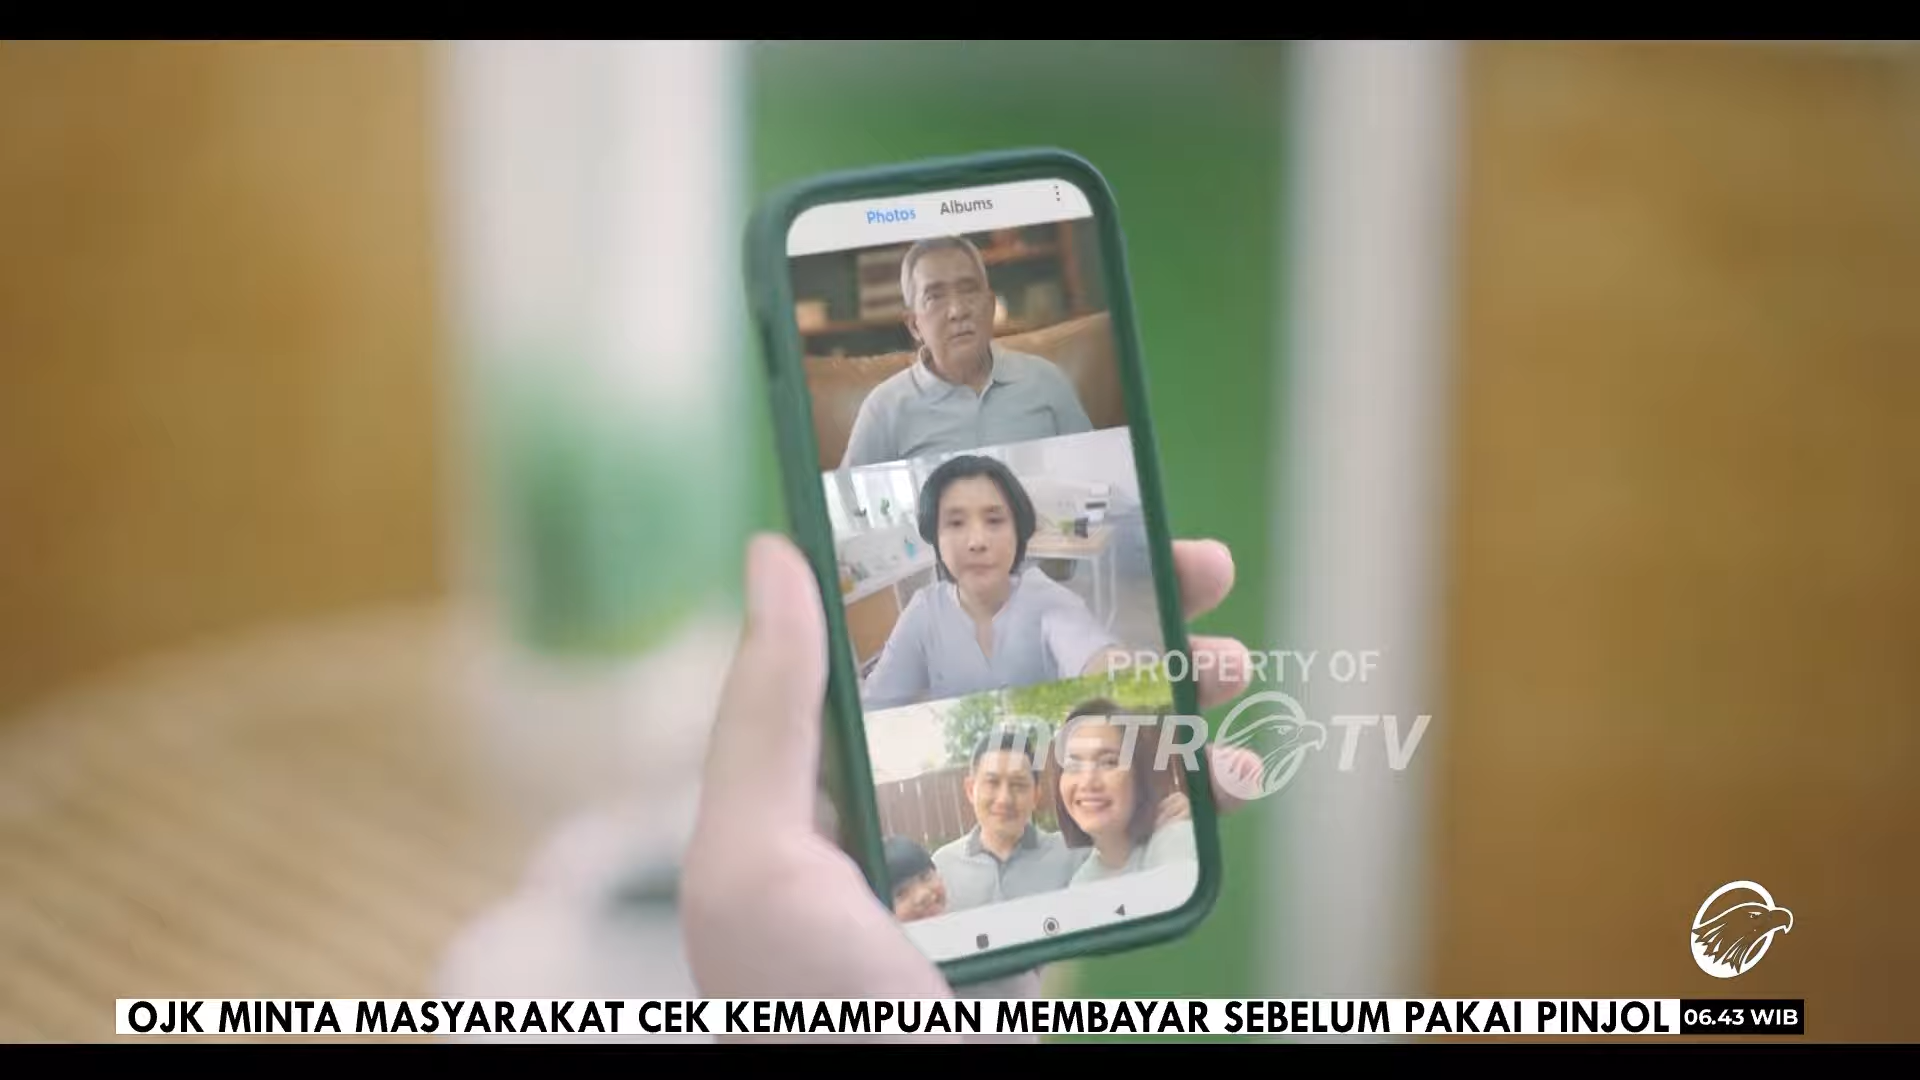 Photos Albums
PROPERTY OF
METRO TV
OJK MINTA MASYARAKAT CEK KEMAMPUAN MEMBAYAR SEBELUM PAKAI PINJOL
06.43 WIB